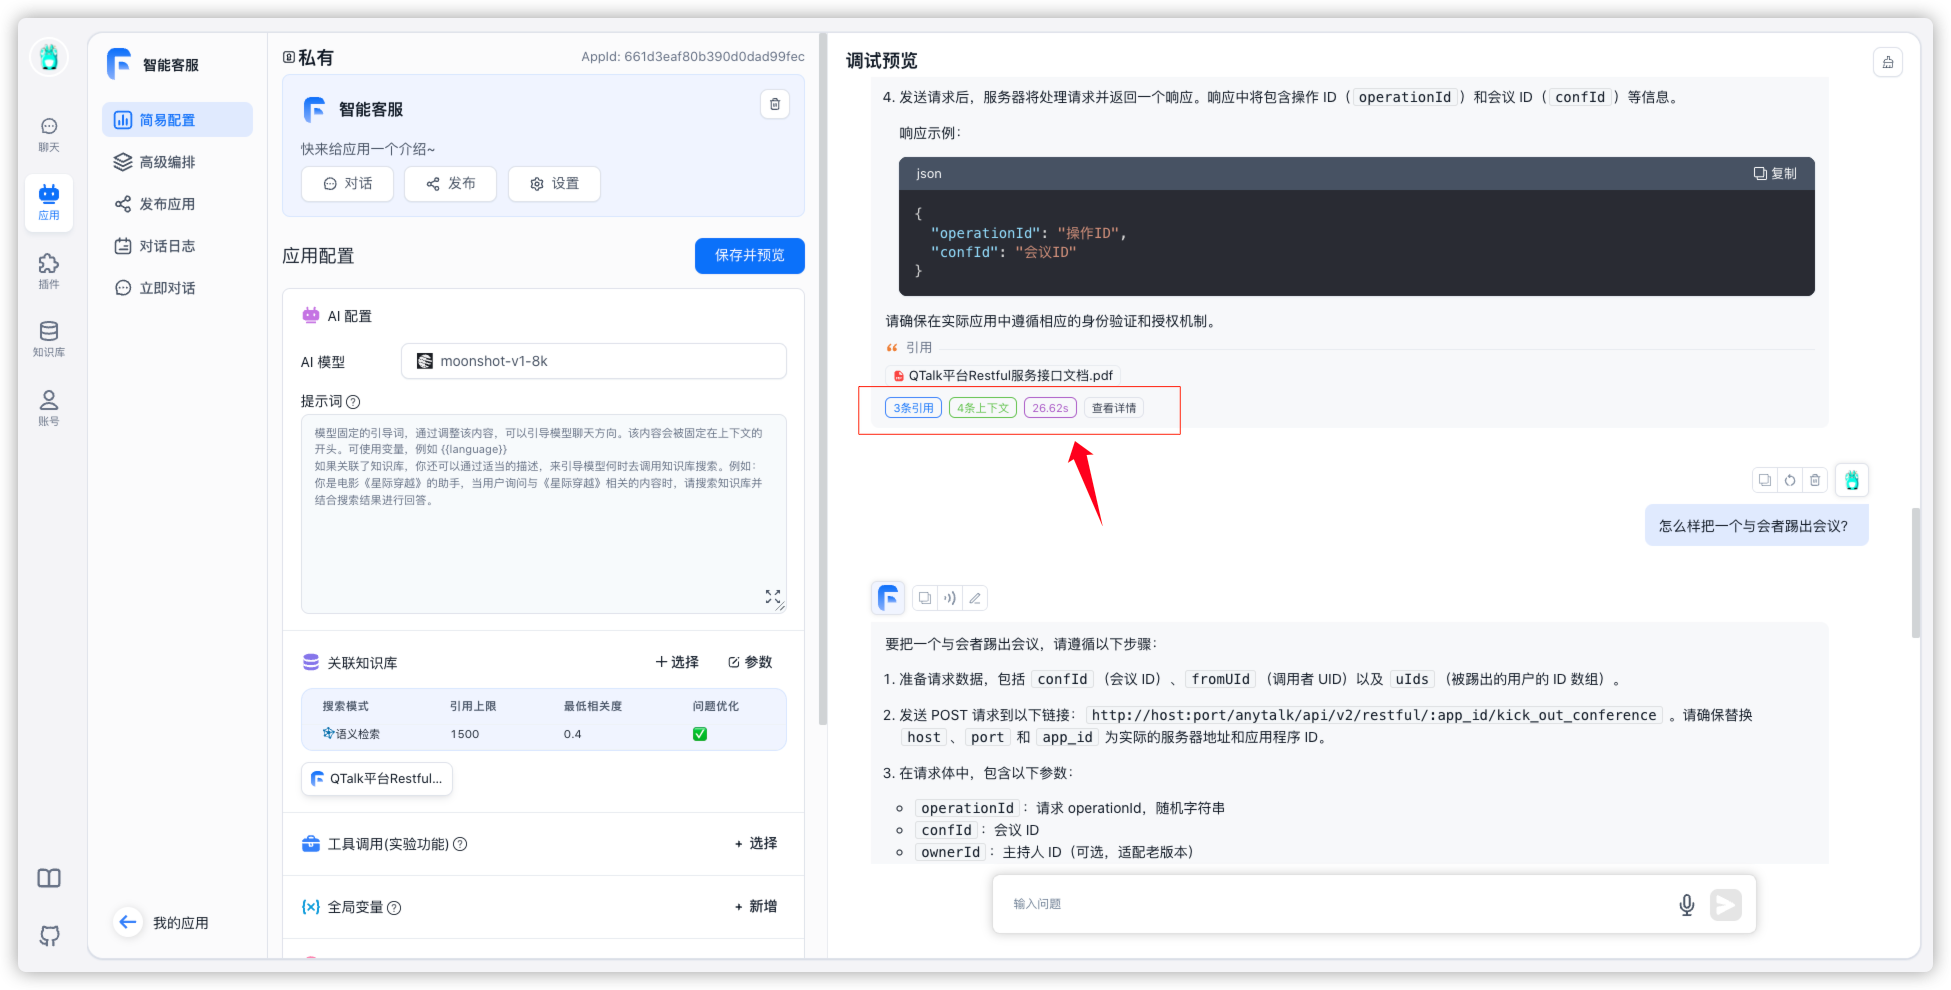 聊天
应用
插件
知识库
账号
智能客服
简易配置
高级编排
发布应用
对话日志
立即对话
我的应用
私有
AppId: 661d3eaf80b390d0dad99fec
智能客服
快来给应用一个介绍~
对话
发布
设置
应用配置
保存并预览
AI 配置
AI 模型
moonshot-v1-8k
提示词
模型固定的引导词，通过调整该内容，可以引导模型聊天方向。该内容会被固定在上下文的
开头。可使用变量，例如 {{language}}
如果关联了知识库，你还可以通过适当的描述，来引导模型何时去调用知识库搜索。例如：
你是电影《星际穿越》的助手，当用户询问与《星际穿越》相关的内容时，请搜索知识库并
结合搜索结果进行回答。
关联知识库
+选择
参数
搜索模式 引用上限 最低相关度 问题优化
语义检索 1500 0.4
QTalk平台Restful...
工具调用(实验功能)
+ 选择
全局变量
+ 新增
调试预览
4. 发送请求后，服务器将处理请求并返回一个响应。响应中将包含操作 ID（ operationId ）和会议 ID（ confId ）等信息。
响应示例：
json
复制
{
"operationId": "操作ID",
"confId": "会议ID"
}
请确保在实际应用中遵循相应的身份验证和授权机制。
引用
QTalk平台Restful服务接口文档.pdf
3条引用 4条上下文 26.62s 查看详情
怎么样把一个与会者踢出会议?
要把一个与会者踢出会议，请遵循以下步骤：
1. 准备请求数据，包括 confId （会议 ID）、 fromUId （调用者 UID）以及 uIds （被踢出的用户的 ID 数组）。
2. 发送 POST 请求到以下链接： http://host:port/anytalk/api/v2/restful/:app_id/kick_out_conference 。请确保替换
host 、 port 和 app_id 为实际的服务器地址和应用程序 ID。
3. 在请求体中，包含以下参数：
operationId ：请求 operationId，随机字符串
confId ：会议 ID
ownerId ：主持人 ID（可选，适配老版本）
输入问题